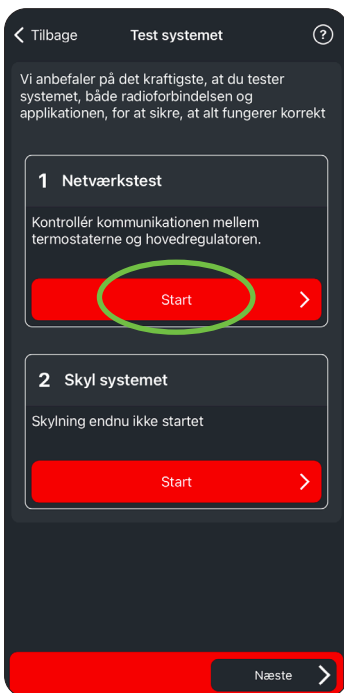 Tilbage
Test systemet
?
Vi anbefaler på det kraftigste, at du tester
systemet, både radioforbindelsen og
applikationen, for at sikre, at alt fungerer korrekt
1 Netværkstest
Kontrollér kommunikationen mellem
termostaterne og hovedregulatoren.
Start
2 Skyl systemet
Skylning endnu ikke startet
Start
Næste